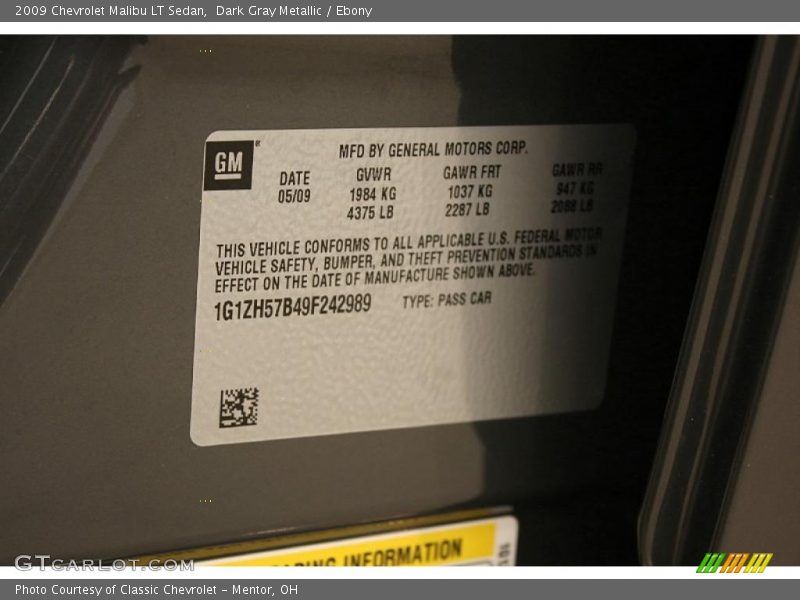 2009 Chevrolet Malibu LT Sedan, Dark Gray Metallic / Ebony
GM
MFD BY GENERAL MOTORS CORP.
DATE GVWR GAWR FRT GAWR RR
05/09 1984 KG 1037 KG 947 KG
4375 LB 2287 LB 2088 LB
THIS VEHICLE CONFORMS TO ALL APPLICABLE U.S. FEDERAL MOTOR
VEHICLE SAFETY, BUMPER, AND THEFT PREVENTION STANDARDS IN
EFFECT ON THE DATE OF MANUFACTURE SHOWN ABOVE.
1G1ZH57B49F242989 TYPE: PASS CAR
INFORMATION
GTCARLOT.COM
Photo Courtesy of Classic Chevrolet - Mentor, OH